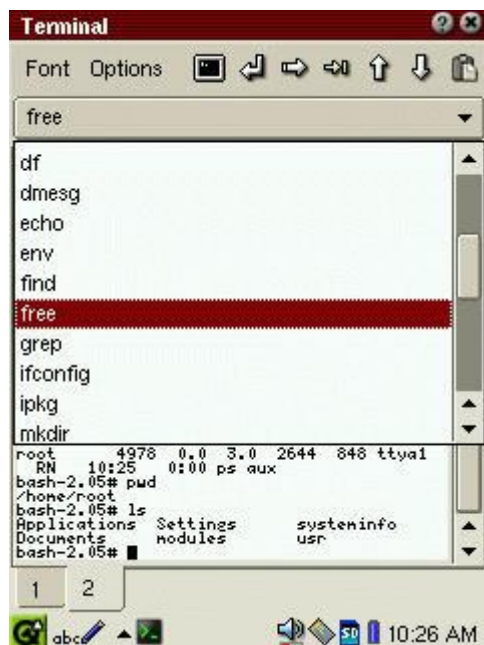 Terminal
Font Options
free
df
dmesg
echo
env
find
free
grep
ifconfig
ipkg
mkdir
root 4978 0.0 3.0 2644 848 ttya1
RN 10:25 0:00 ps aux
bash-2.05# pwd
/home/root
bash-2.05# ls
Applications Settings systeminfo
Documents modules usr
bash-2.05#
1 2
abc SD 10:26 AM